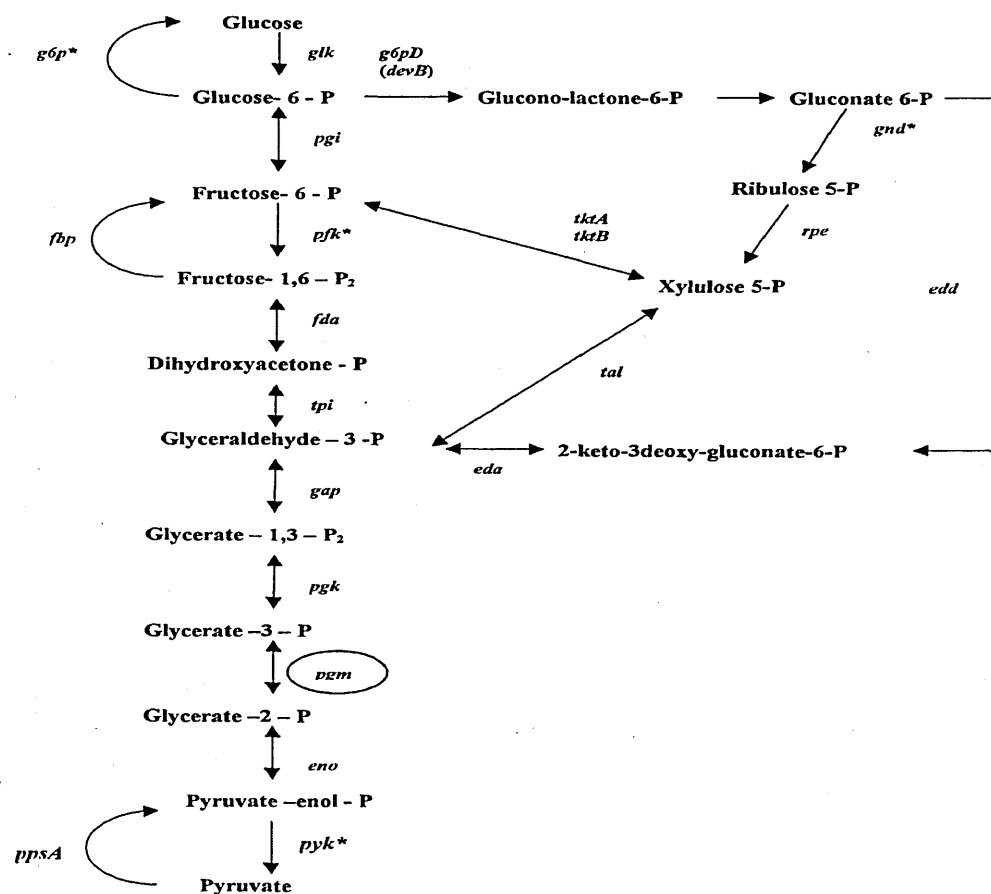 Glucose
g6p*
glk
g6pD
(devB)
Glucose- 6 - P
Glucono-lactone-6-P
Gluconate 6-P
pgi
gnd*
Fructose- 6 - P
Ribulose 5-P
fbp
pfk*
tktA
tktB
rpe
Fructose- 1,6 – P₂
Xylulose 5-P
edd
fda
Dihydroxyacetone - P
tal
tpi
Glyceraldehyde – 3 -P
2-keto-3deoxy-gluconate-6-P
eda
gap
Glycerate – 1,3 – P₂
pgk
Glycerate –3 – P
pgm
Glycerate –2 – P
eno
Pyruvate –enol - P
ppsA
pyk*
Pyruvate